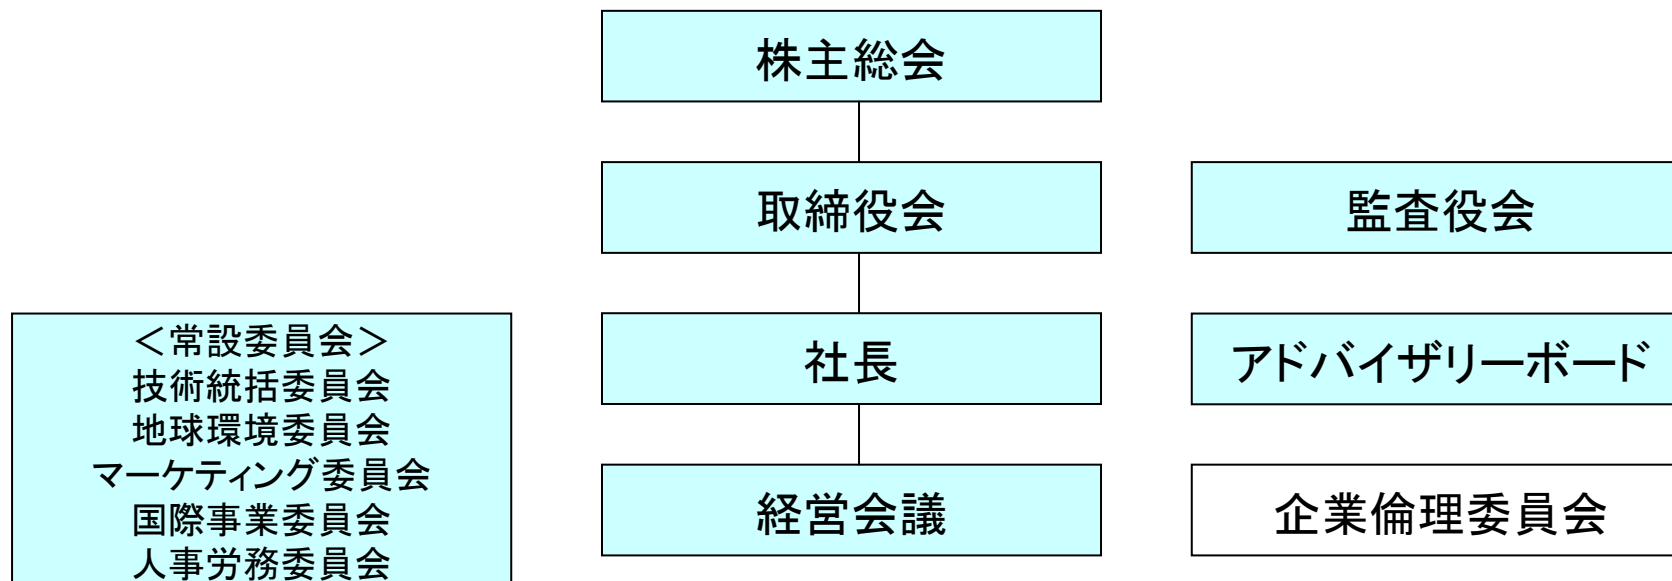 株主総会
取締役会
監査役会
社長
アドバイザリーボード
経営会議
企業倫理委員会
＜常設委員会＞
技術統括委員会
地球環境委員会
マーケティング委員会
国際事業委員会
人事労務委員会